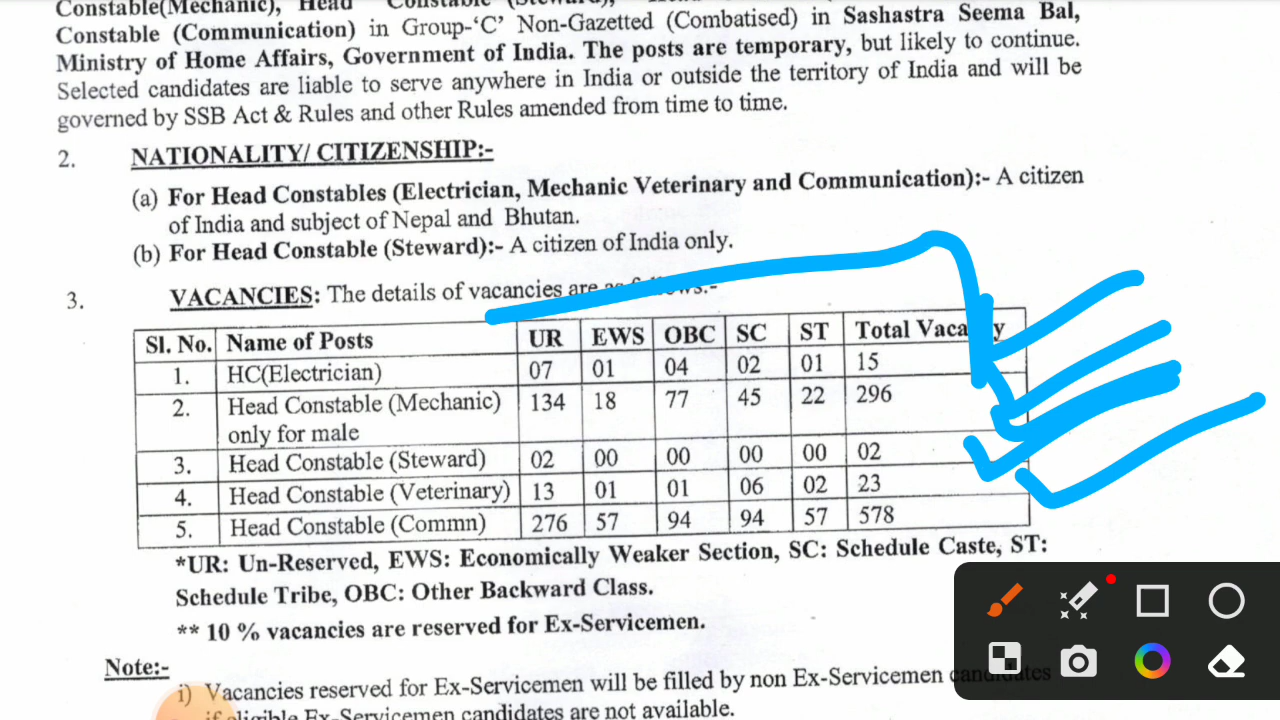 Constable(Mechanic), Head Constable (Steward),
Constable (Communication) in Group-‘C’ Non-Gazetted (Combatised) in Sashastra Seema Bal,
Ministry of Home Affairs, Government of India. The posts are temporary, but likely to continue.
Selected candidates are liable to serve anywhere in India or outside the territory of India and will be
governed by SSB Act & Rules and other Rules amended from time to time.
2. NATIONALITY/ CITIZENSHIP:-
(a) For Head Constables (Electrician, Mechanic Veterinary and Communication):- A citizen
of India and subject of Nepal and Bhutan.
(b) For Head Constable (Steward):- A citizen of India only.
3. VACANCIES: The details of vacancies are as follows:-
Sl. No. Name of Posts UR EWS OBC SC ST Total Vacancy
1. HC(Electrician) 07 01 04 02 01 15
2. Head Constable (Mechanic) 134 18 77 45 22 296
only for male
3. Head Constable (Steward) 02 00 00 00 00 02
4. Head Constable (Veterinary) 13 01 01 06 02 23
5. Head Constable (Commn) 276 57 94 94 57 578
*UR: Un-Reserved, EWS: Economically Weaker Section, SC: Schedule Caste, ST:
Schedule Tribe, OBC: Other Backward Class.
** 10 % vacancies are reserved for Ex-Servicemen.
Note:-
i) Vacancies reserved for Ex-Servicemen will be filled by non Ex-Servicemen candidates
if eligible Ex-Servicemen candidates are not available.